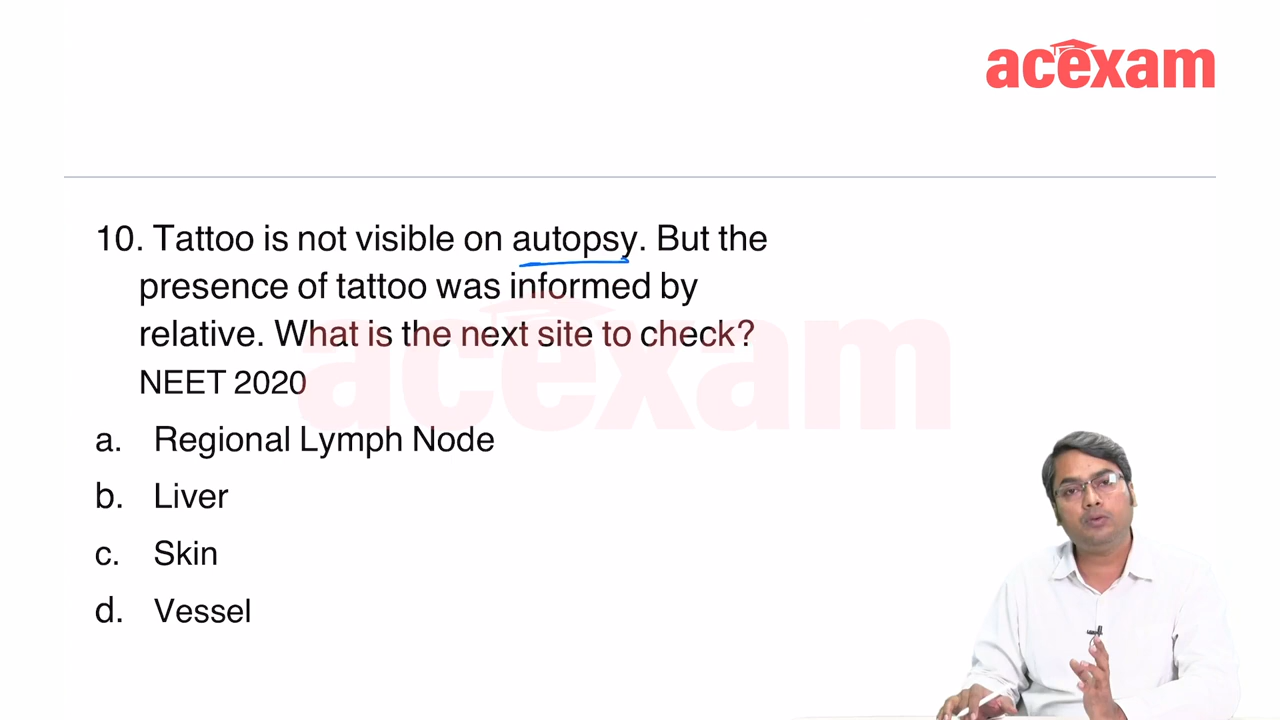 acexam
10. Tattoo is not visible on autopsy. But the
presence of tattoo was informed by
relative. What is the next site to check?
NEET 2020
acexam
a. Regional Lymph Node
b. Liver
c. Skin
d. Vessel